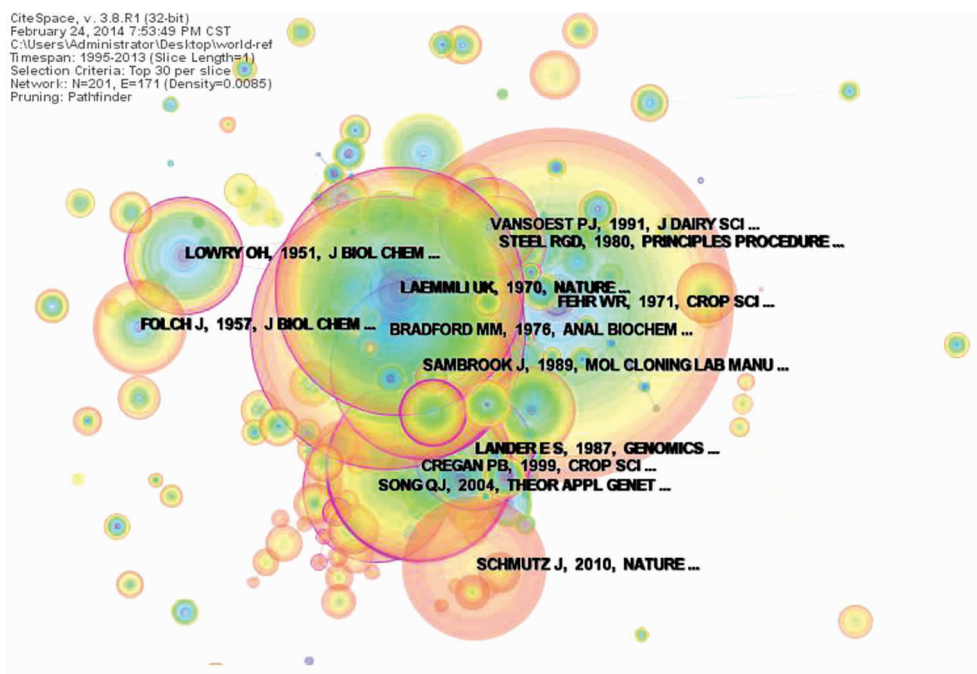 CiteSpace, v. 3.8.R1 (32-bit)
February 24, 2014 7:53:49 PM CST
C:\Users\Administrator\Desktop\world-ref
Timespan: 1995-2013 (Slice Length=1)
Selection Criteria: Top 30 per slice
Network: N=201, E=171 (Density=0.0085)
Pruning: Pathfinder
VANSOEST PJ, 1991, J DAIRY SCI ...
STEEL RGD, 1980, PRINCIPLES PROCEDURE ...
LOWRY OH, 1951, J BIOL CHEM ...
LAEMMLI UK, 1970, NATURE ...
FEHR WR, 1971, CROP SCI ...
FOLCH J, 1957, J BIOL CHEM ...
BRADFORD MM, 1976, ANAL BIOCHEM ...
SAMBROOK J, 1989, MOL CLONING LAB MANU ...
LANDER E S, 1987, GENOMICS ...
CREGAN PB, 1999, CROP SCI ...
SONG QJ, 2004, THEOR APPL GENET ...
SCHMUTZ J, 2010, NATURE ...